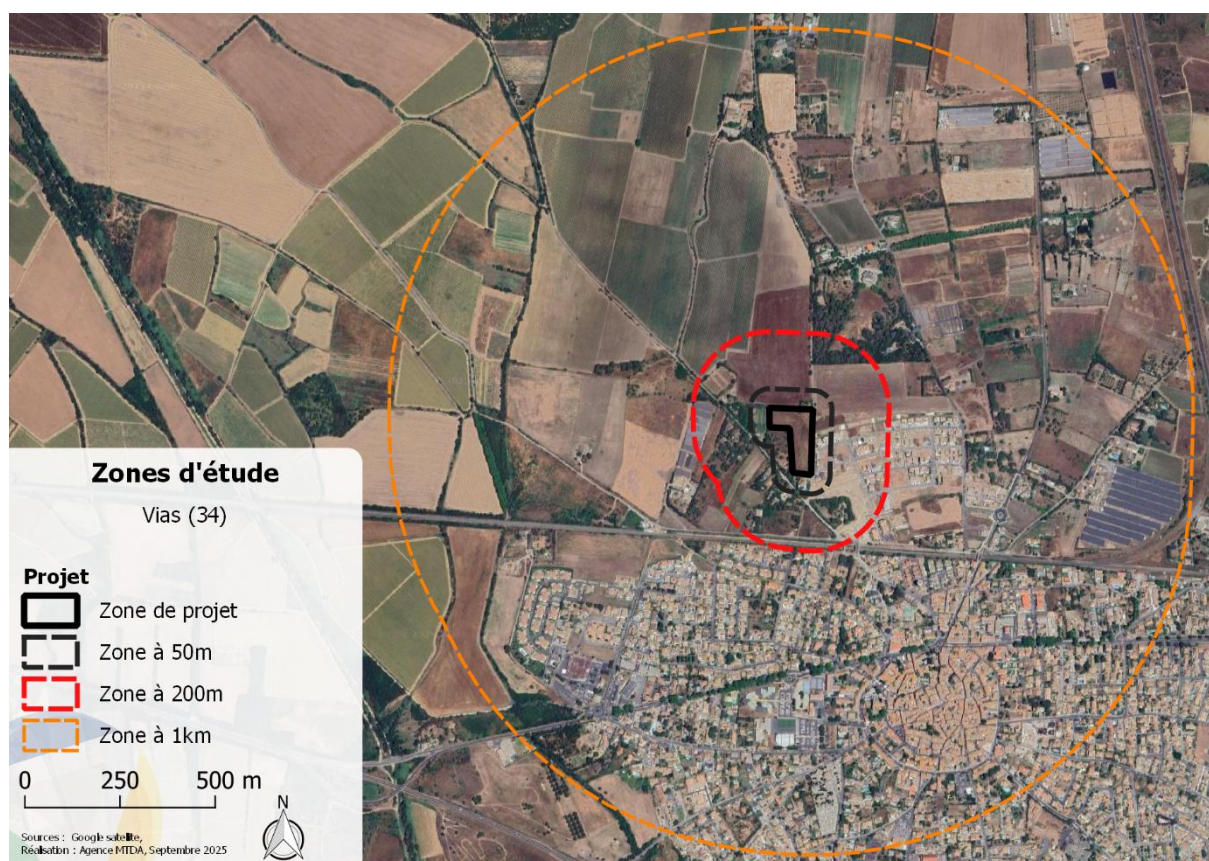 Zones d'étude
Vias (34)
Projet
Zone de projet
Zone à 50m
Zone à 200m
Zone à 1km
0 250 500 m
N
Sources : Google satellite,
Réalisation : Agence MTDA, Septembre 2025